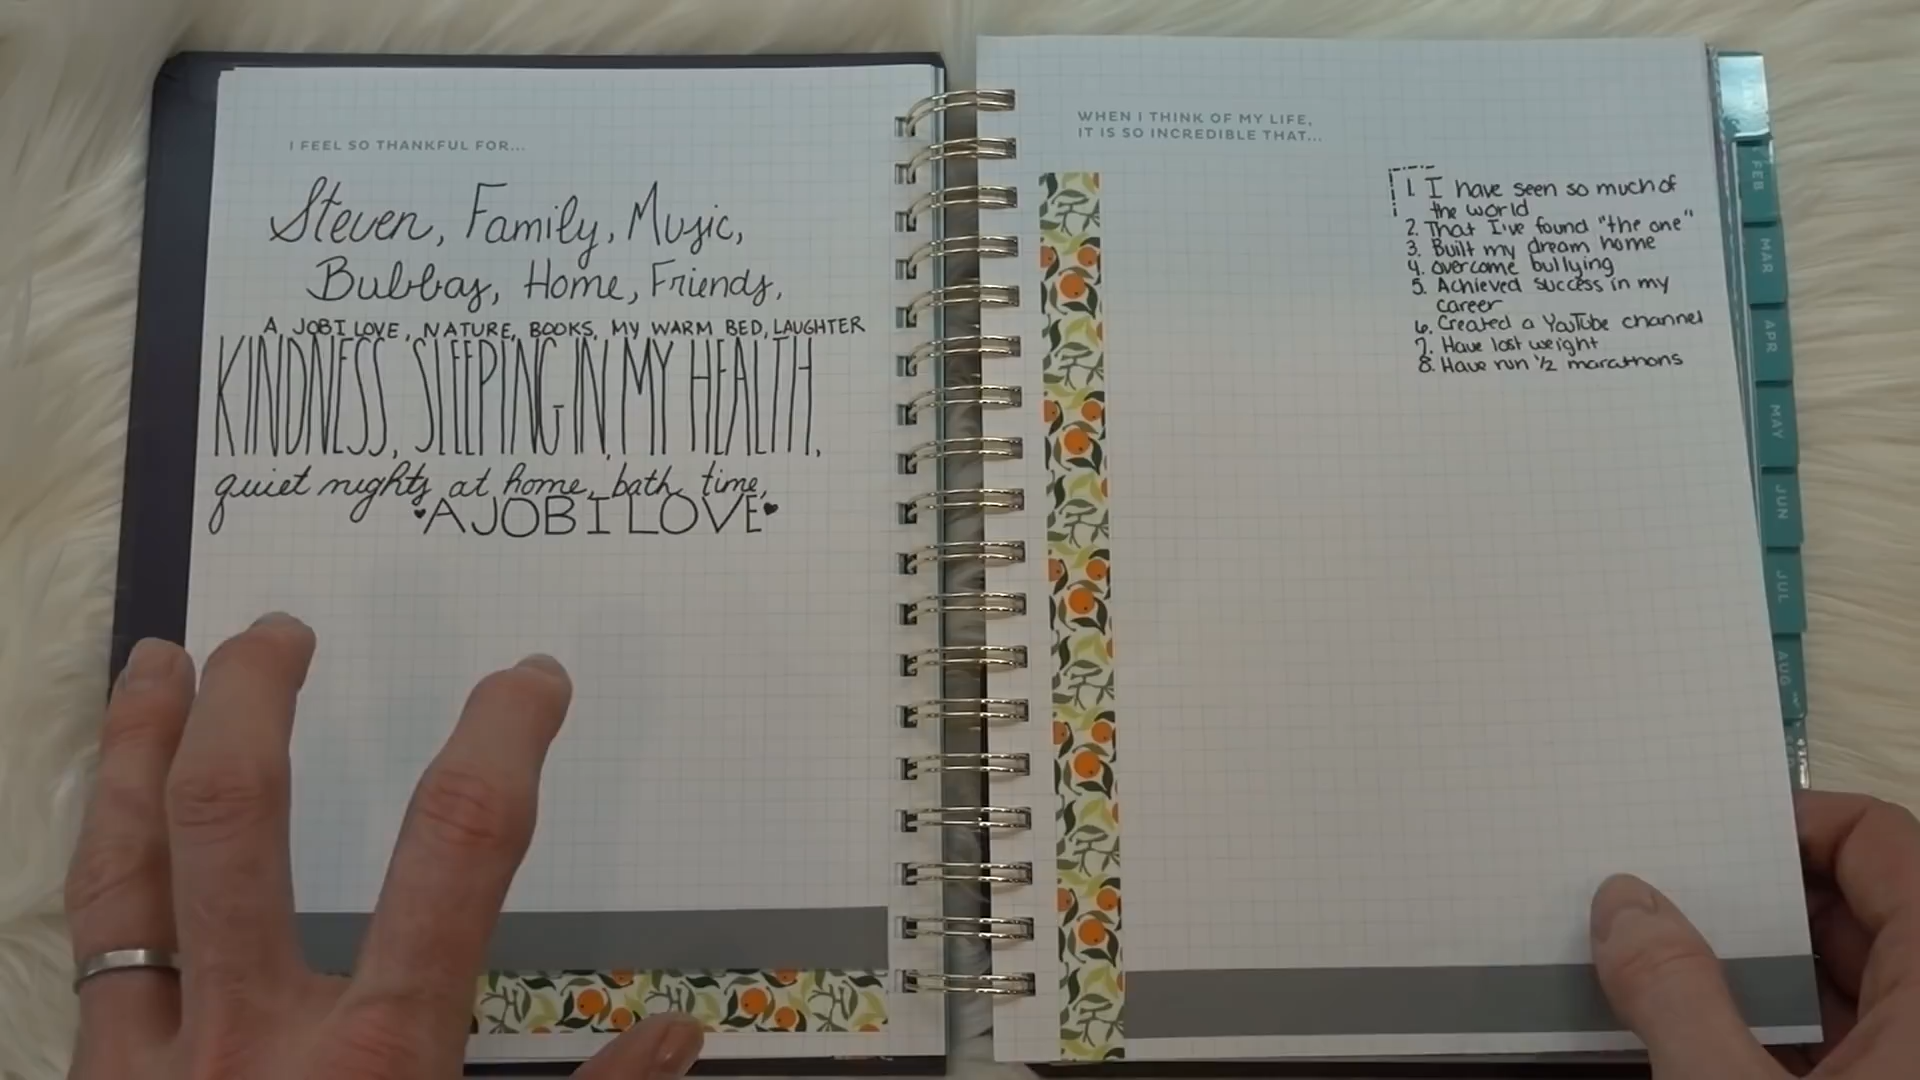 I FEEL SO THANKFUL FOR...
Steven, Family, Music,
Bubbas, Home, Friends,
A JOB I LOVE, NATURE, BOOKS, MY WARM BED, LAUGHTER
KINDNESS, SLEEPING IN, MY HEALTH,
quiet nights at home, bath time,
A JOB I LOVE
WHEN I THINK OF MY LIFE,
IT IS SO INCREDIBLE THAT...
1. I have seen so much of
the world
2. That I've found "the one"
3. Built my dream home
4. overcome bullying
5. Achieved success in my
career
6. Created a YouTube channel
7. Have lost weight
8. Have run 1/2 marathons
FEB
MAR
APR
MAY
JUN
JUL
AUG